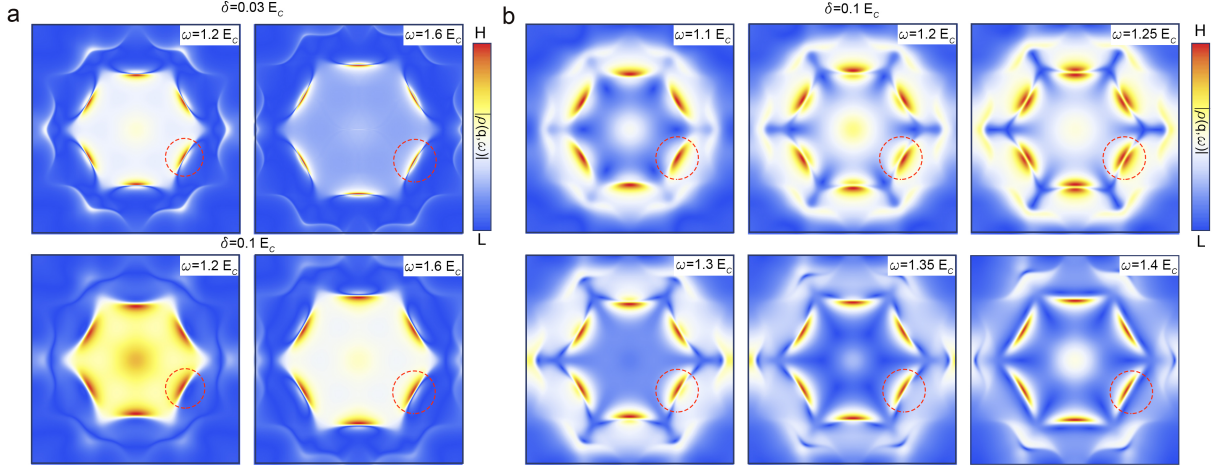 a
δ=0.03 E_c
ω=1.2 E_c
ω=1.6 E_c
H
|ρ(q,ω)|
L
δ=0.1 E_c
ω=1.2 E_c
ω=1.6 E_c
b
δ=0.1 E_c
ω=1.1 E_c
ω=1.2 E_c
ω=1.25 E_c
H
|ρ(q,ω)|
L
ω=1.3 E_c
ω=1.35 E_c
ω=1.4 E_c